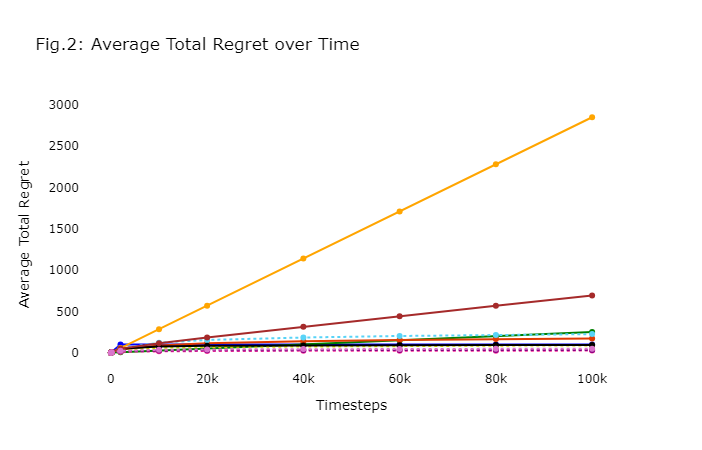 Fig.2: Average Total Regret over Time
3000
2500
2000
1500
1000
500
0
Average Total Regret
0 20k 40k 60k 80k 100k
Timesteps